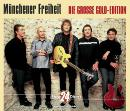 Münchener Freiheit
DIE GROSSE GOLD-EDITION